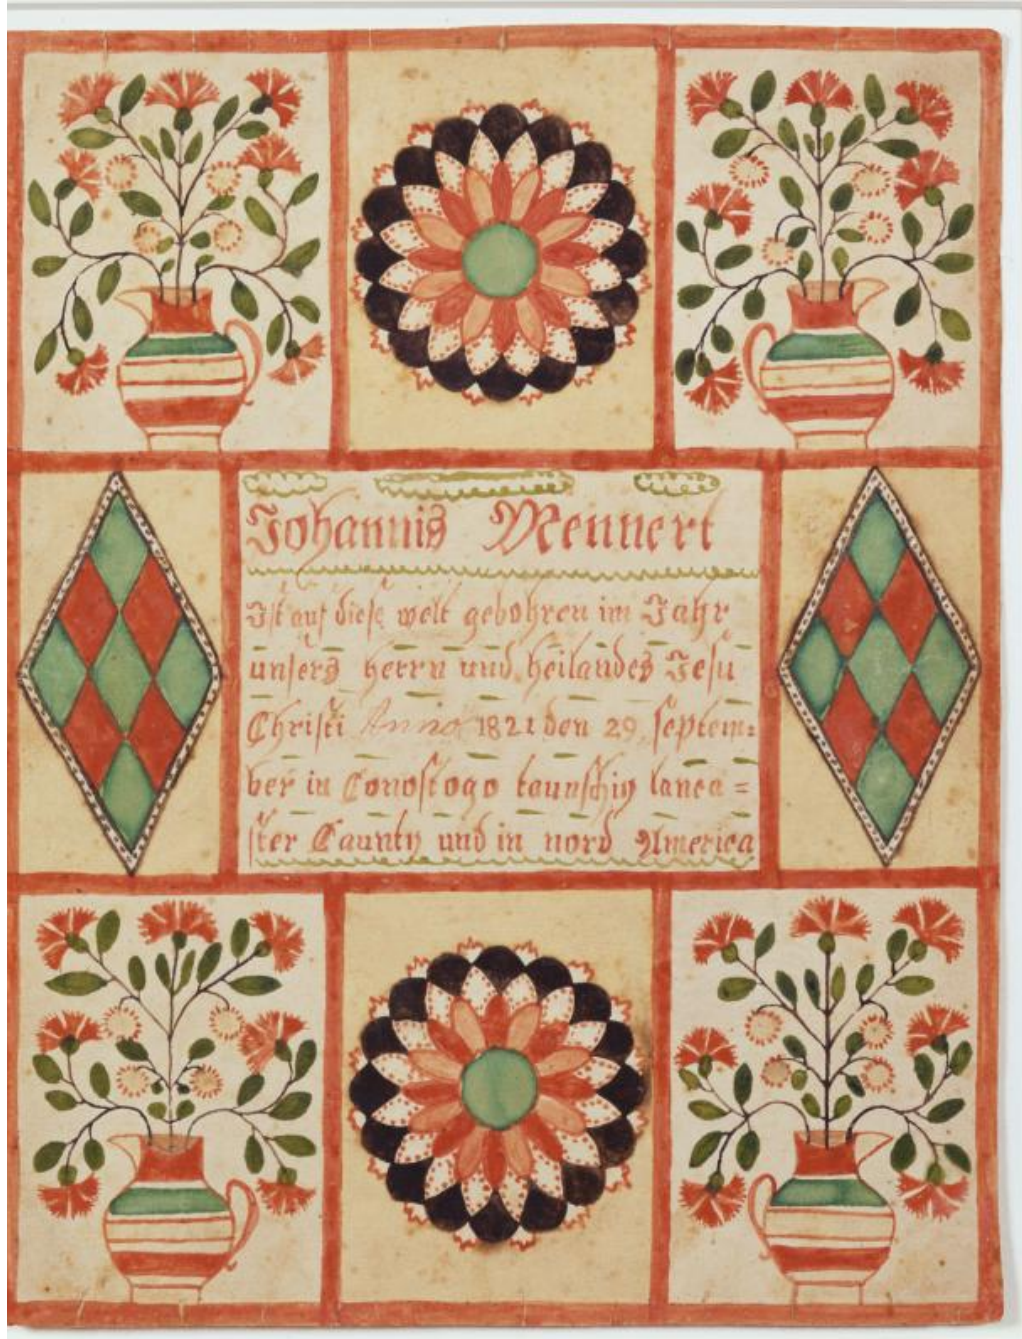 Johannis Mennert
Ist auf diese welt gebohren im Jahr
unsers herrn und heilandes Jesu
Christi Anno 1821 den 29 septem=
ber in Conostogo taunschip lanca=
ster Caunty und in nord America